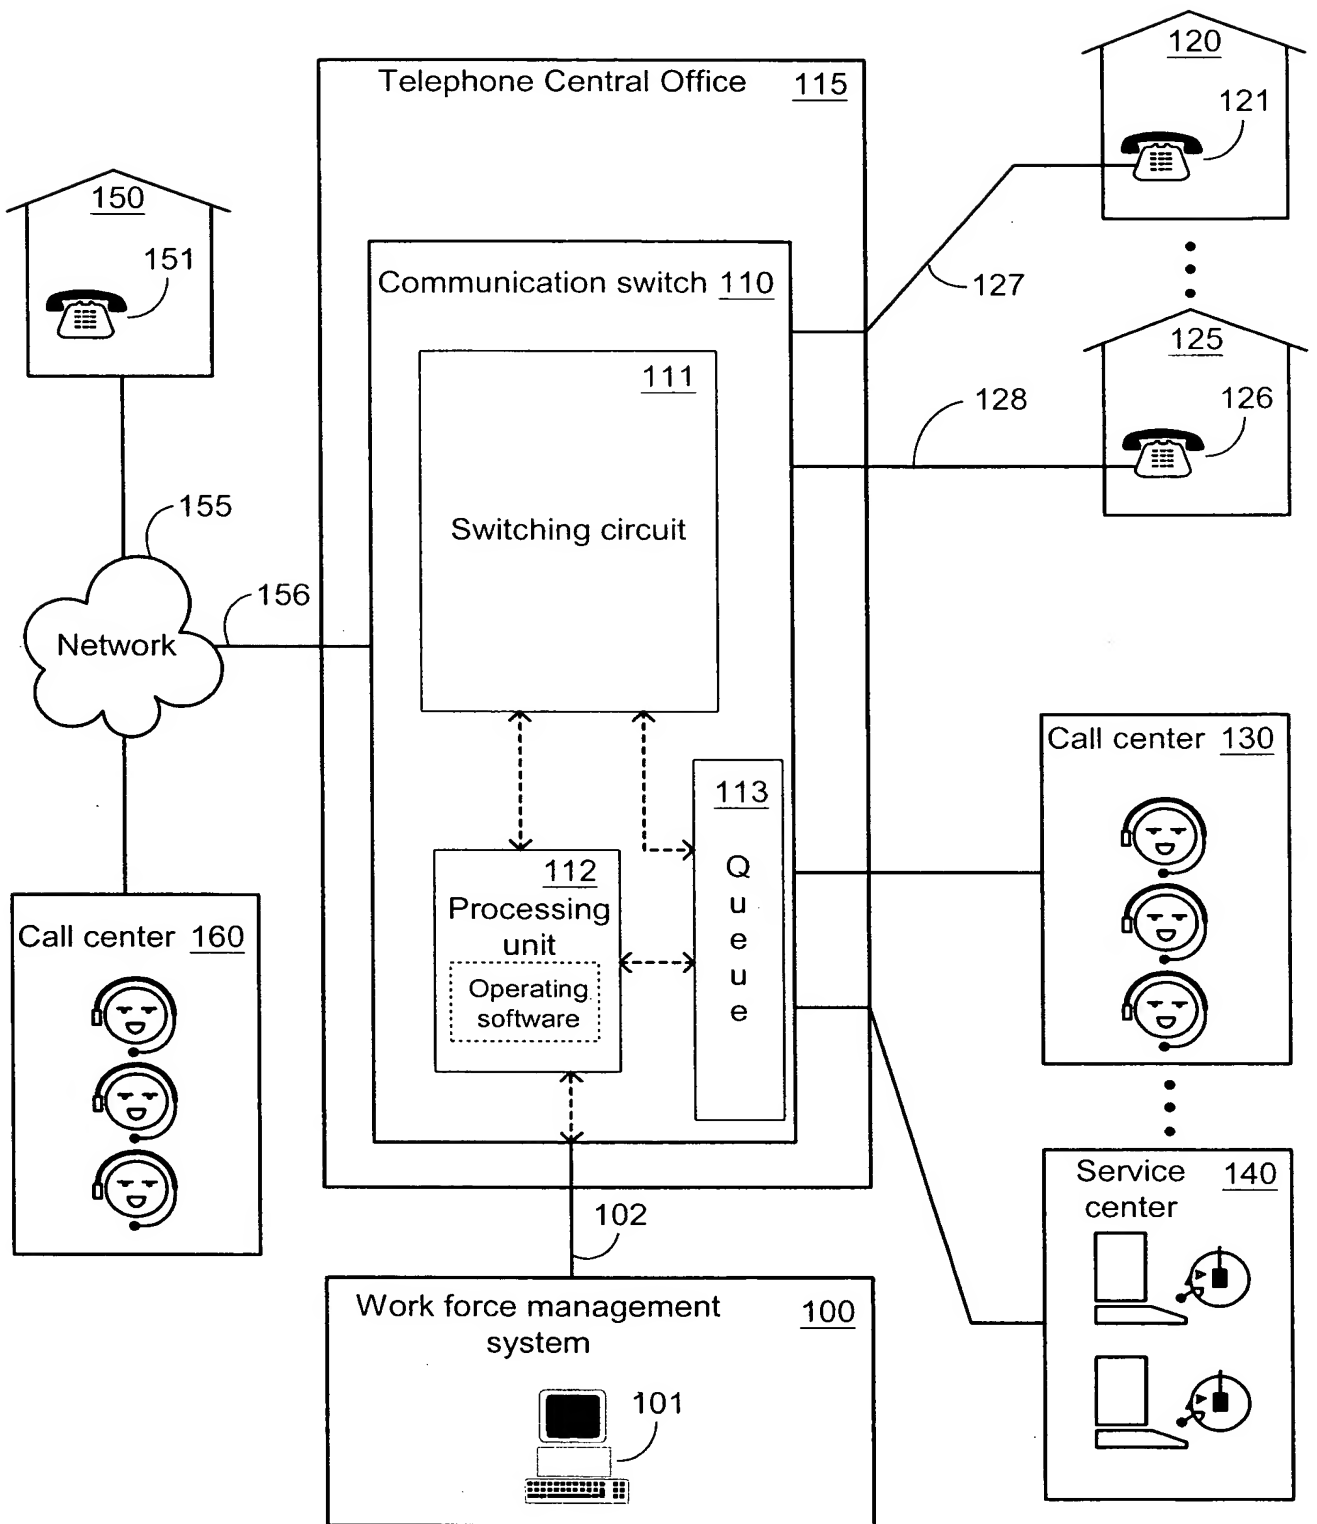 Telephone Central Office 115
120
121
150
151
Communication switch 110
127
125
111
128
126
Switching circuit
155
156
Network
Call center 130
113
Queue
112
Processing
unit
Operating
software
Call center 160
Service
center 140
102
Work force management
system 100
101